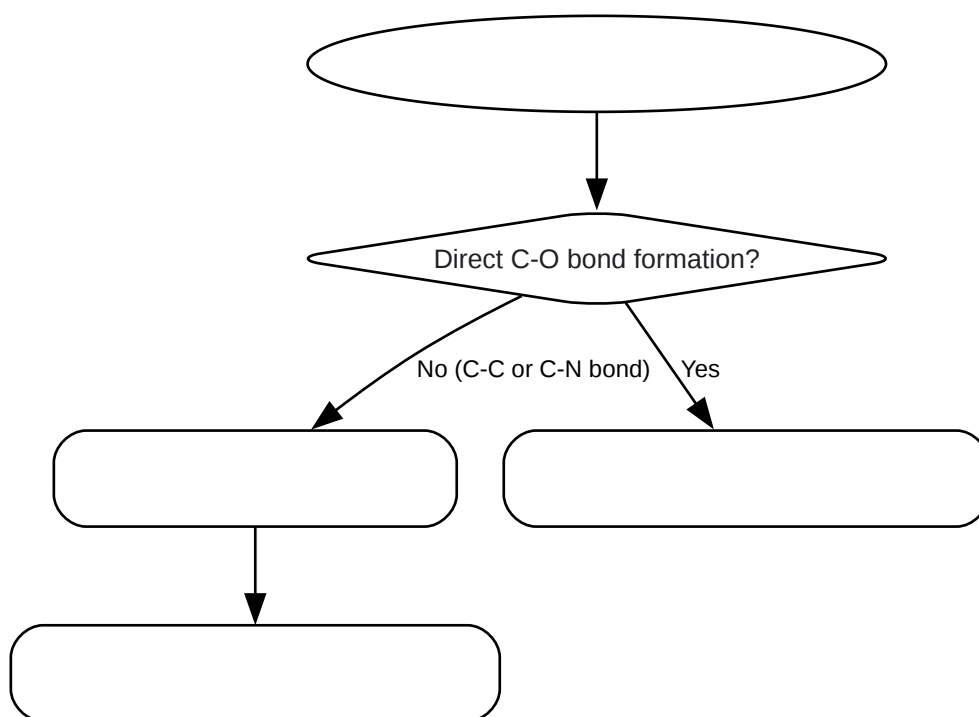 Direct C-O bond formation?
No (C-C or C-N bond)
Yes